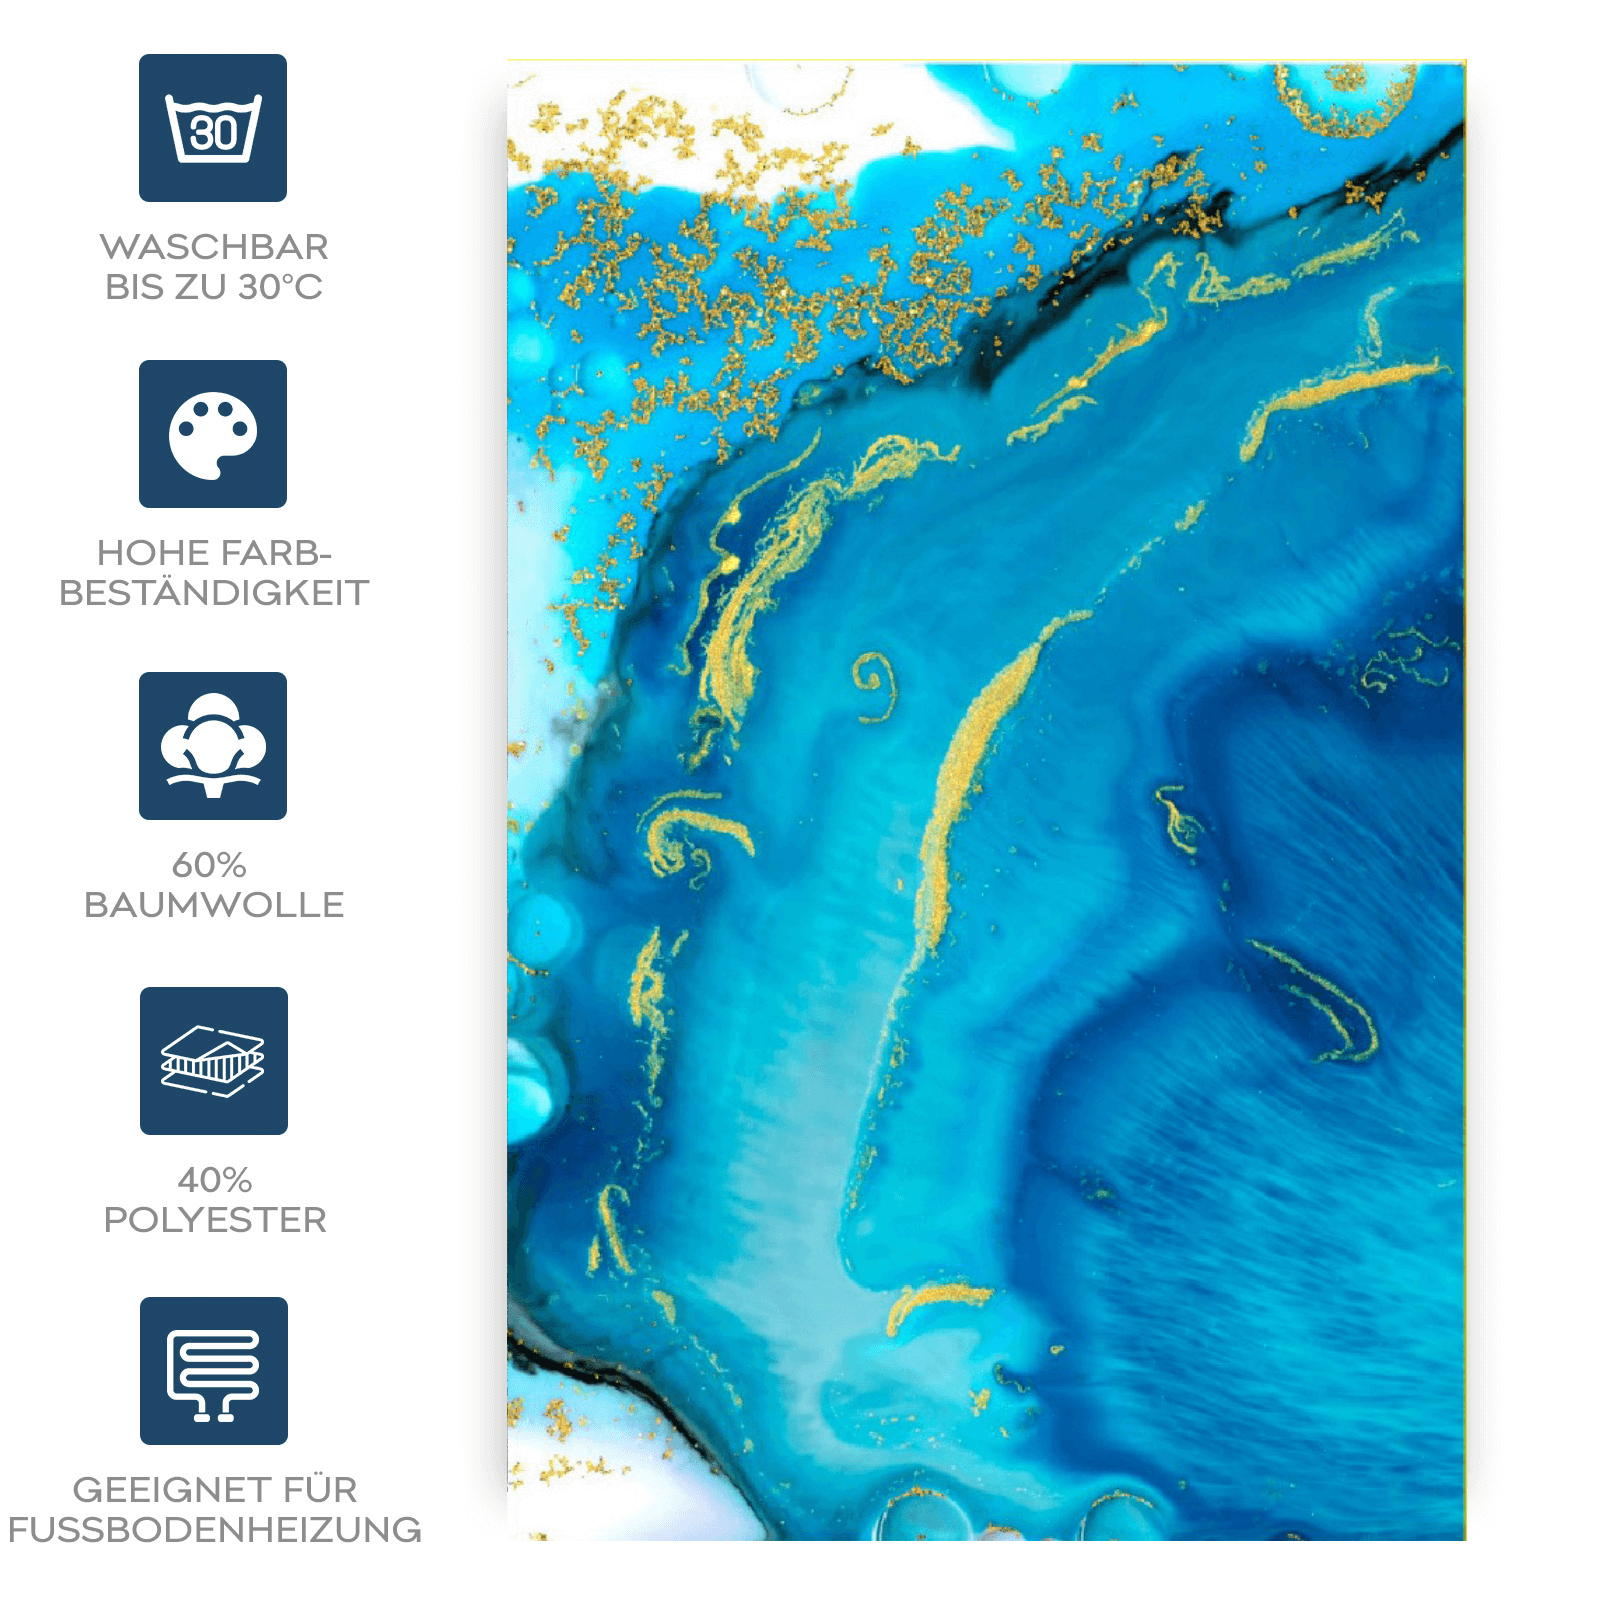 30
WASCHBAR
BIS ZU 30°C
HOHE FARB-
BESTÄNDIGKEIT
60%
BAUMWOLLE
40%
POLYESTER
GEEIGNET FÜR
FUSSBODENHEIZUNG